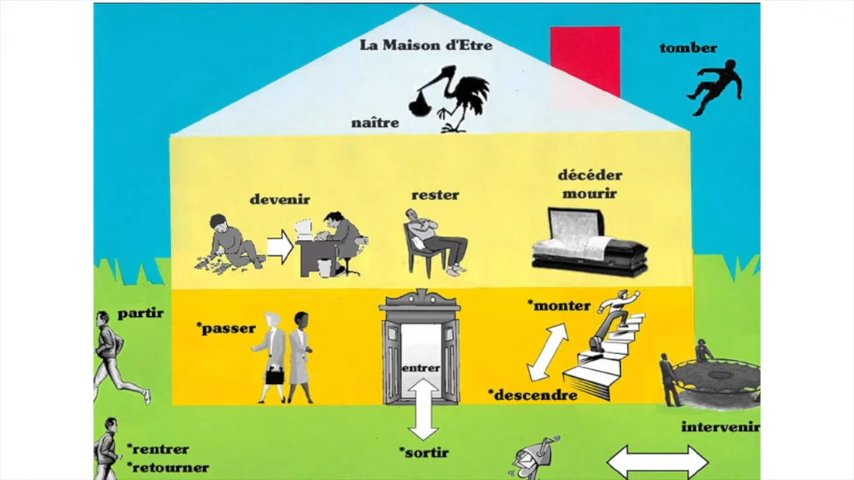 La Maison d'Etre
tomber
naître
décéder
mourir
devenir
rester
partir
*passer
*monter
entrer
*descendre
*sortir
intervenir
*rentrer
*retourner